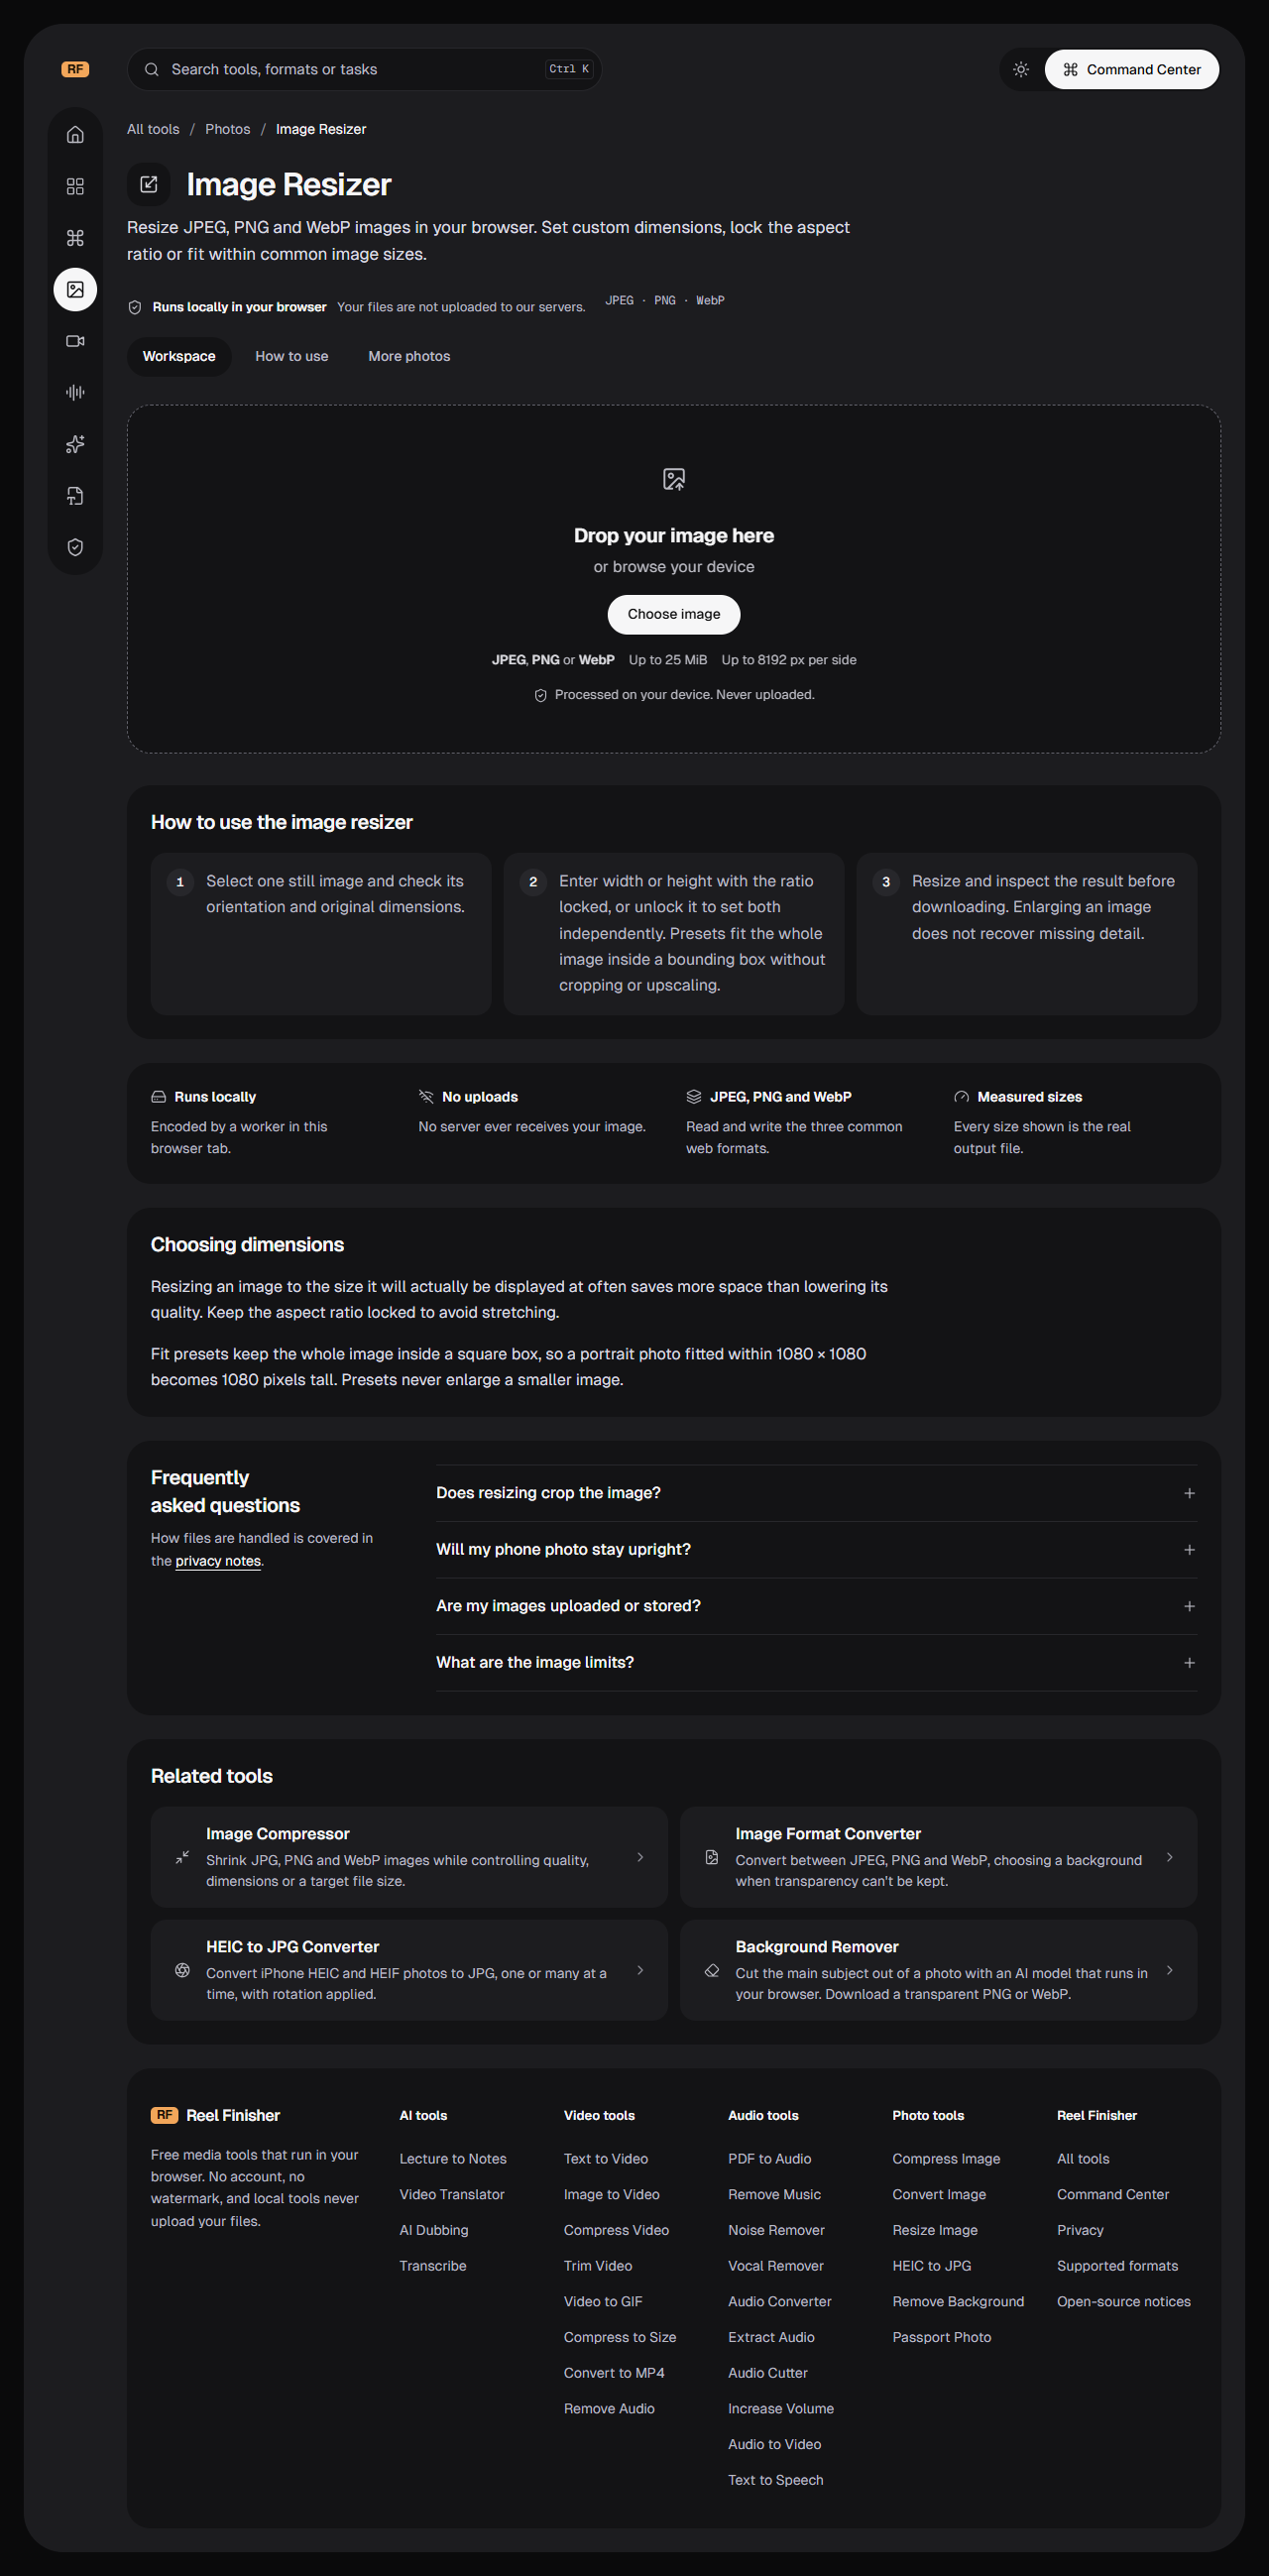 RF
Search tools, formats or tasks
Ctrl K
Command Center
All tools / Photos / Image Resizer
Image Resizer
Resize JPEG, PNG and WebP images in your browser. Set custom dimensions, lock the aspect
ratio or fit within common image sizes.
Runs locally in your browser Your files are not uploaded to our servers. JPEG · PNG · WebP
Workspace How to use More photos
Drop your image here
or browse your device
Choose image
JPEG, PNG or WebP Up to 25 MiB Up to 8192 px per side
Processed on your device. Never uploaded.
How to use the image resizer
1
Select one still image and check its
orientation and original dimensions.
2
Enter width or height with the ratio
locked, or unlock it to set both
independently. Presets fit the whole
image inside a bounding box without
cropping or upscaling.
3
Resize and inspect the result before
downloading. Enlarging an image
does not recover missing detail.
Runs locally
Encoded by a worker in this
browser tab.
No uploads
No server ever receives your image.
JPEG, PNG and WebP
Read and write the three common
web formats.
Measured sizes
Every size shown is the real
output file.
Choosing dimensions
Resizing an image to the size it will actually be displayed at often saves more space than lowering its
quality. Keep the aspect ratio locked to avoid stretching.
Fit presets keep the whole image inside a square box, so a portrait photo fitted within 1080 × 1080
becomes 1080 pixels tall. Presets never enlarge a smaller image.
Frequently
asked questions
How files are handled is covered in
the privacy notes.
Does resizing crop the image?
Will my phone photo stay upright?
Are my images uploaded or stored?
What are the image limits?
Related tools
Image Compressor
Shrink JPG, PNG and WebP images while controlling quality,
dimensions or a target file size.
Image Format Converter
Convert between JPEG, PNG and WebP, choosing a background
when transparency can't be kept.
HEIC to JPG Converter
Convert iPhone HEIC and HEIF photos to JPG, one or many at a
time, with rotation applied.
Background Remover
Cut the main subject out of a photo with an AI model that runs in
your browser. Download a transparent PNG or WebP.
RF Reel Finisher
Free media tools that run in your
browser. No account, no
watermark, and local tools never
upload your files.
AI tools
Lecture to Notes
Video Translator
AI Dubbing
Transcribe
Video tools
Text to Video
Image to Video
Compress Video
Trim Video
Video to GIF
Compress to Size
Convert to MP4
Remove Audio
Audio tools
PDF to Audio
Remove Music
Noise Remover
Vocal Remover
Audio Converter
Extract Audio
Audio Cutter
Increase Volume
Audio to Video
Text to Speech
Photo tools
Compress Image
Convert Image
Resize Image
HEIC to JPG
Remove Background
Passport Photo
Reel Finisher
All tools
Command Center
Privacy
Supported formats
Open-source notices